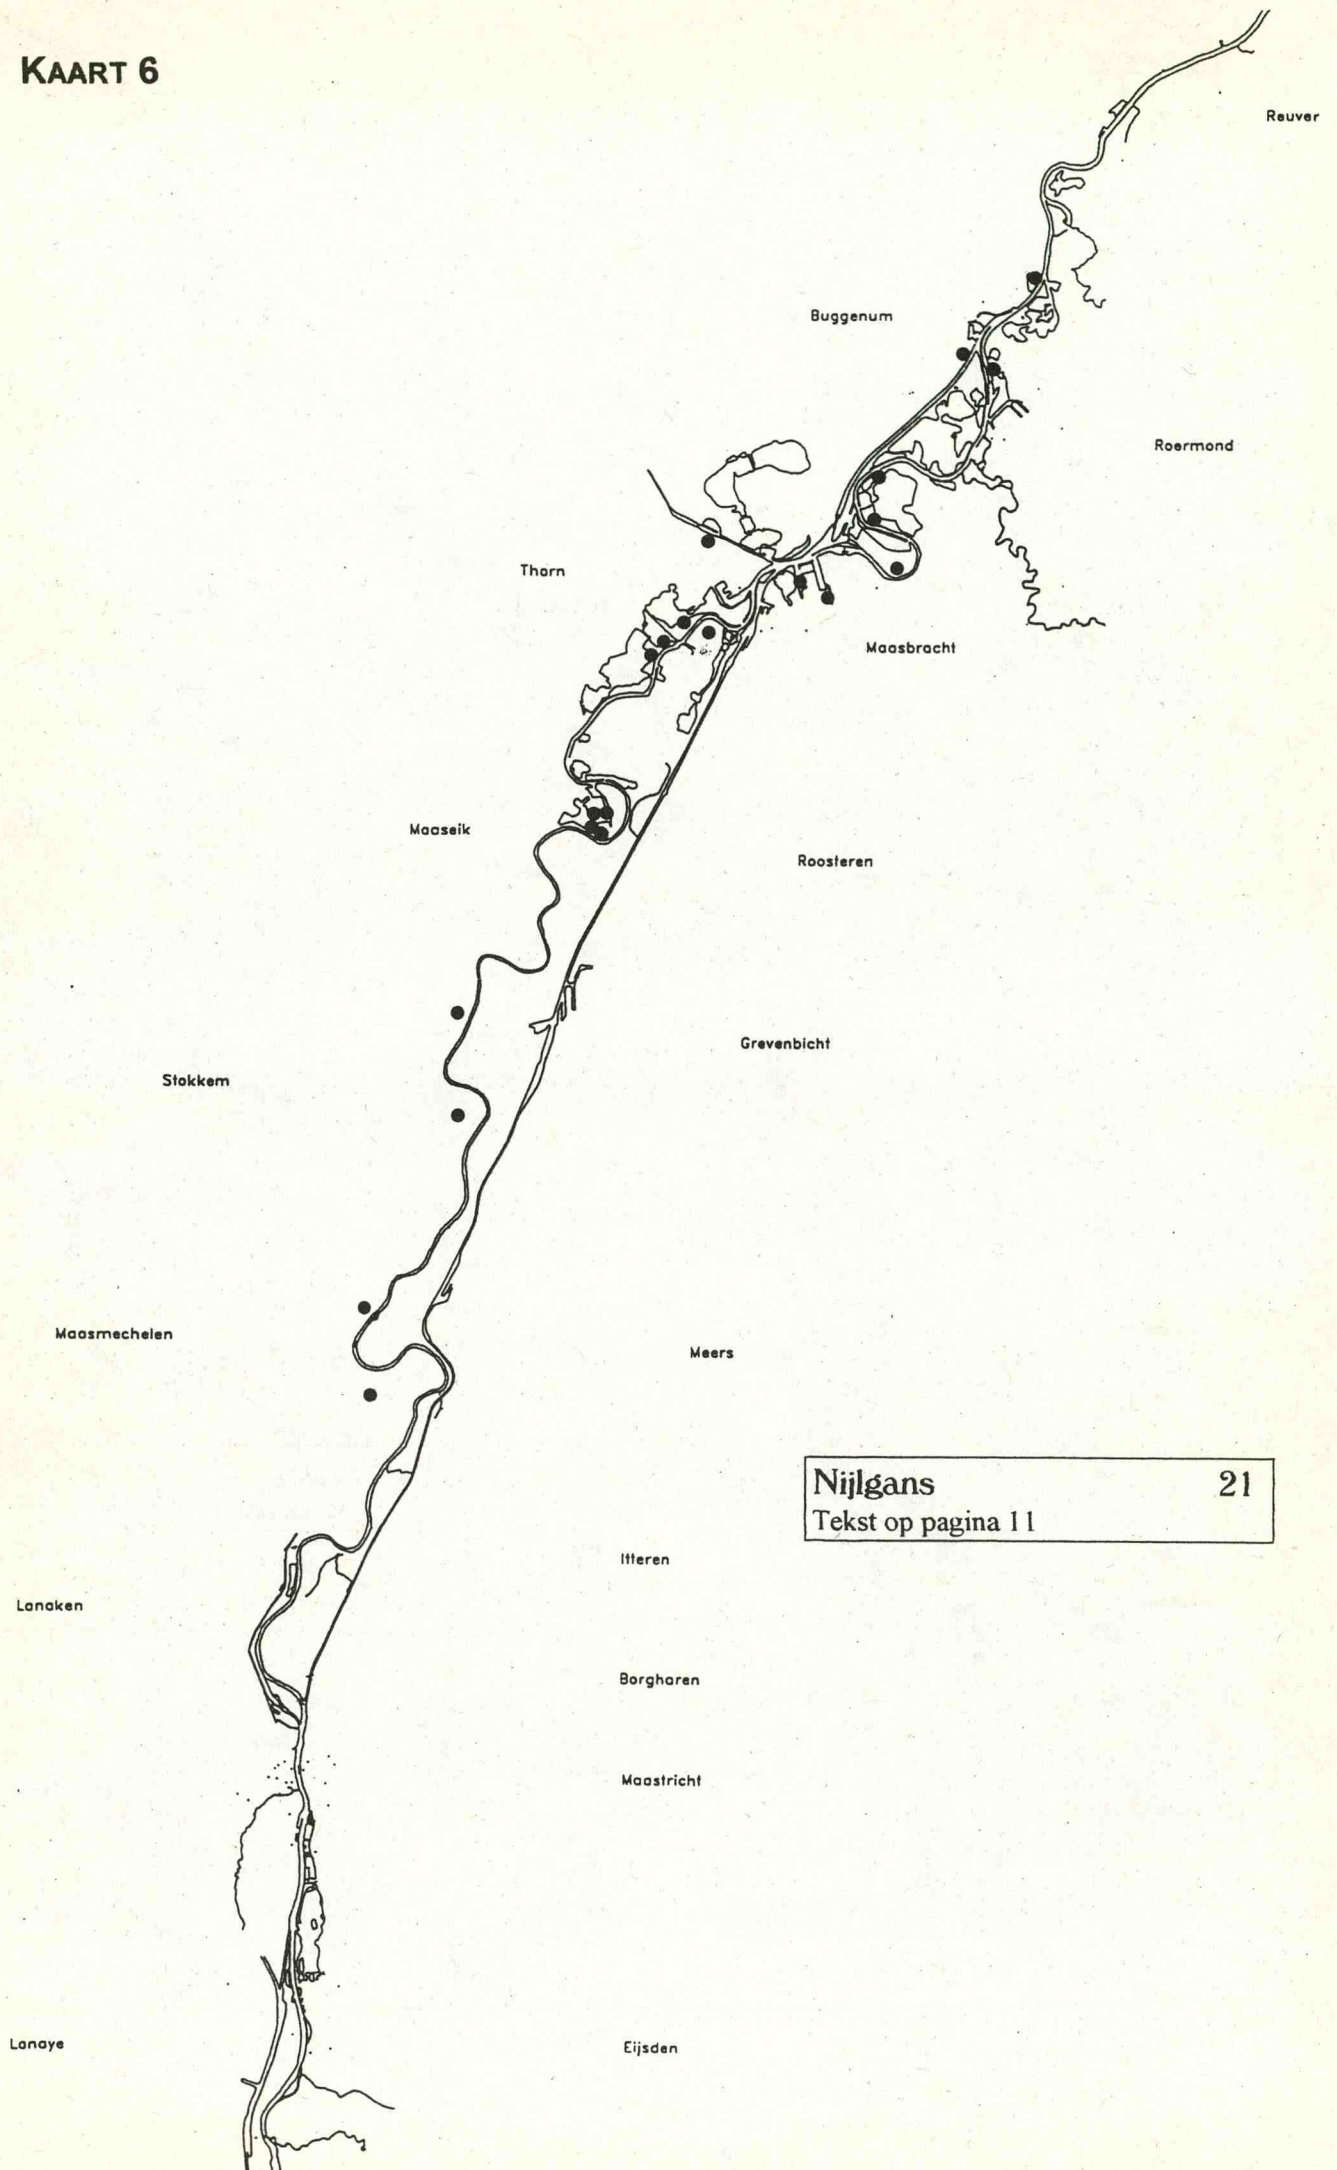 KAART 6
Reuver
Buggenum
Roermond
Thorn
Maasbracht
Maaseik
Roosteren
Grevenbicht
Stokkem
Maasmechelen
Meers
Nijlgans 21
Tekst op pagina 11
Itteren
Lanaken
Borgharen
Maastricht
Lanaye
Eijsden